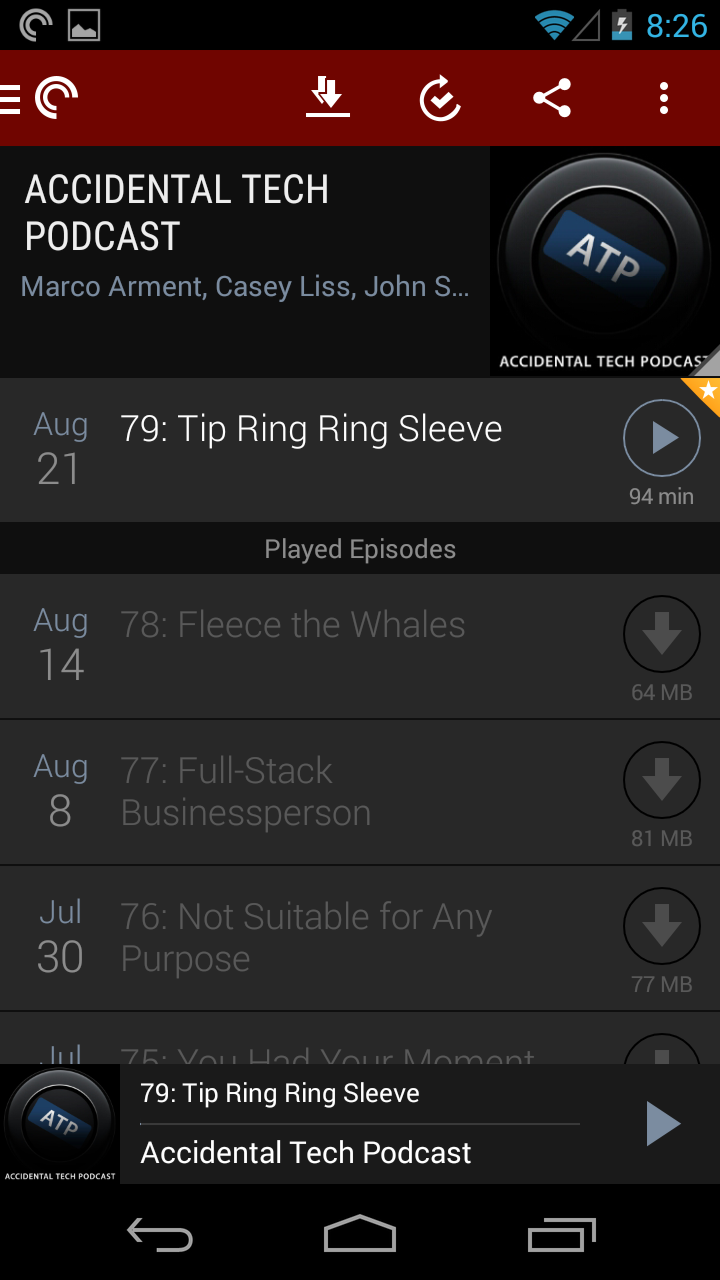 8:26
ACCIDENTAL TECH
PODCAST
Marco Arment, Casey Liss, John S...
ATP
ACCIDENTAL TECH PODCAST
Aug
21
79: Tip Ring Ring Sleeve
94 min
Played Episodes
Aug
14
78: Fleece the Whales
64 MB
Aug
8
77: Full-Stack
Businessperson
81 MB
Jul
30
76: Not Suitable for Any
Purpose
77 MB
Jul
75: You Had Your Moment
ATP
ACCIDENTAL TECH PODCAST
79: Tip Ring Ring Sleeve
Accidental Tech Podcast